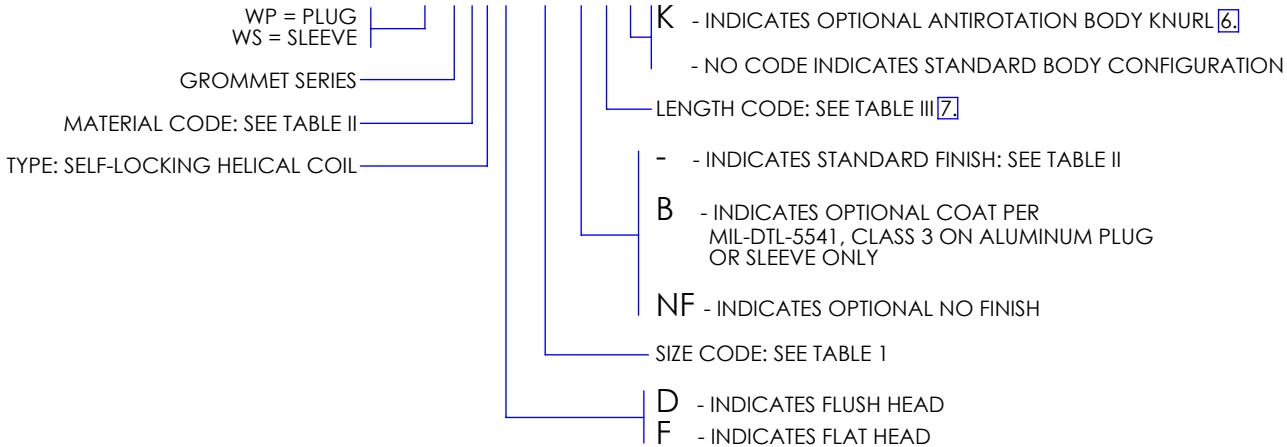 WP = PLUG
WS = SLEEVE
GROMMET SERIES
MATERIAL CODE: SEE TABLE II
TYPE: SELF-LOCKING HELICAL COIL
K - INDICATES OPTIONAL ANTIROTATION BODY KNURL 6.
- NO CODE INDICATES STANDARD BODY CONFIGURATION
LENGTH CODE: SEE TABLE III 7.
- - INDICATES STANDARD FINISH: SEE TABLE II
B - INDICATES OPTIONAL COAT PER
MIL-DTL-5541, CLASS 3 ON ALUMINUM PLUG
OR SLEEVE ONLY
NF - INDICATES OPTIONAL NO FINISH
SIZE CODE: SEE TABLE 1
D - INDICATES FLUSH HEAD
F - INDICATES FLAT HEAD